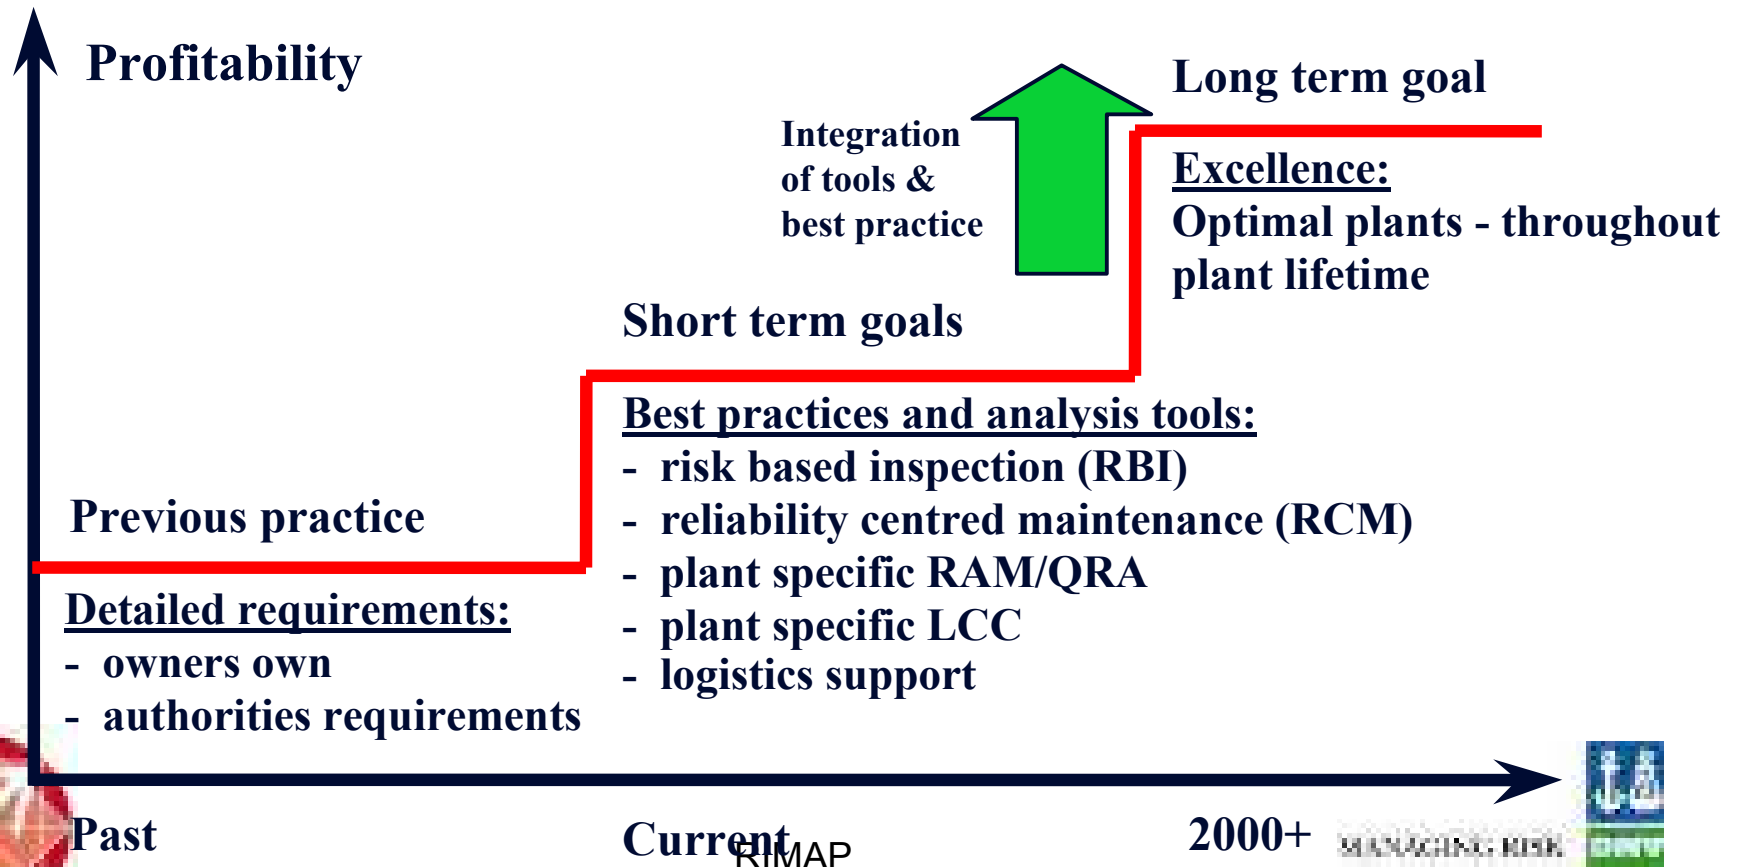 Profitability
Long term goal
Integration
of tools &
best practice
Excellence:
Optimal plants - throughout
plant lifetime
Short term goals
Best practices and analysis tools:
- risk based inspection (RBI)
- reliability centred maintenance (RCM)
- plant specific RAM/QRA
- plant specific LCC
- logistics support
Previous practice
Detailed requirements:
- owners own
- authorities requirements
Past
Current
2000+
RIMAP
MANAGING RISK